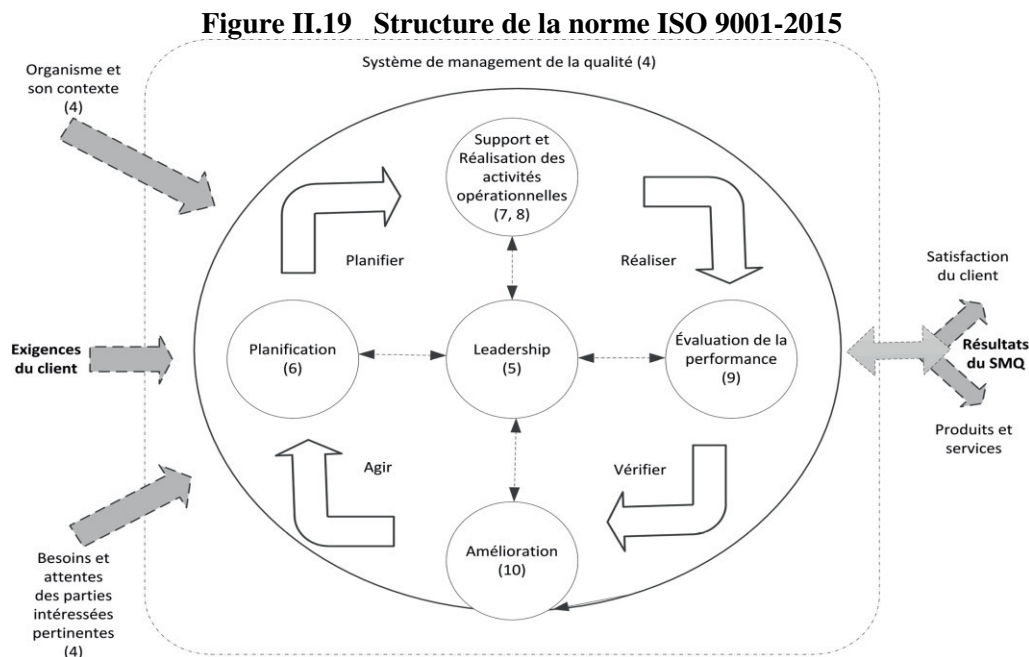 Figure II.19 Structure de la norme ISO 9001-2015
Système de management de la qualité (4)
Organisme et
son contexte
(4)
Support et
Réalisation des
activités
opérationnelles
(7, 8)
Planifier
Réaliser
Satisfaction
du client
Exigences
du client
Planification
(6)
Leadership
(5)
Évaluation de la
performance
(9)
Résultats
du SMQ
Produits et
services
Agir
Vérifier
Amélioration
(10)
Besoins et
attentes
des parties
intéressées
pertinentes
(4)